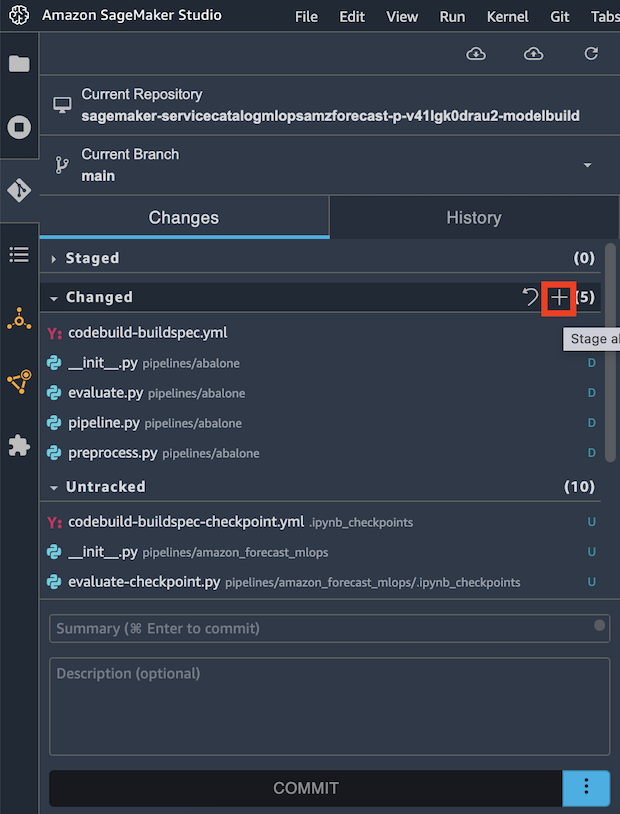 Amazon SageMaker Studio File Edit View Run Kernel Git Tabs
Current Repository
sagemaker-servicecatalogmlopsamzforecast-p-v41lgk0drau2-modelbuild
Current Branch
main
Changes History
Staged (0)
Changed (5)
Y: codebuild-buildspec.yml
Stage al
__init__.py pipelines/abalone D
evaluate.py pipelines/abalone D
pipeline.py pipelines/abalone D
preprocess.py pipelines/abalone D
Untracked (10)
Y: codebuild-buildspec-checkpoint.yml .ipynb_checkpoints U
__init__.py pipelines/amazon_forecast_mlops U
evaluate-checkpoint.py pipelines/amazon_forecast_mlops/.ipynb_checkpoints U
Summary (⌘ Enter to commit)
Description (optional)
COMMIT